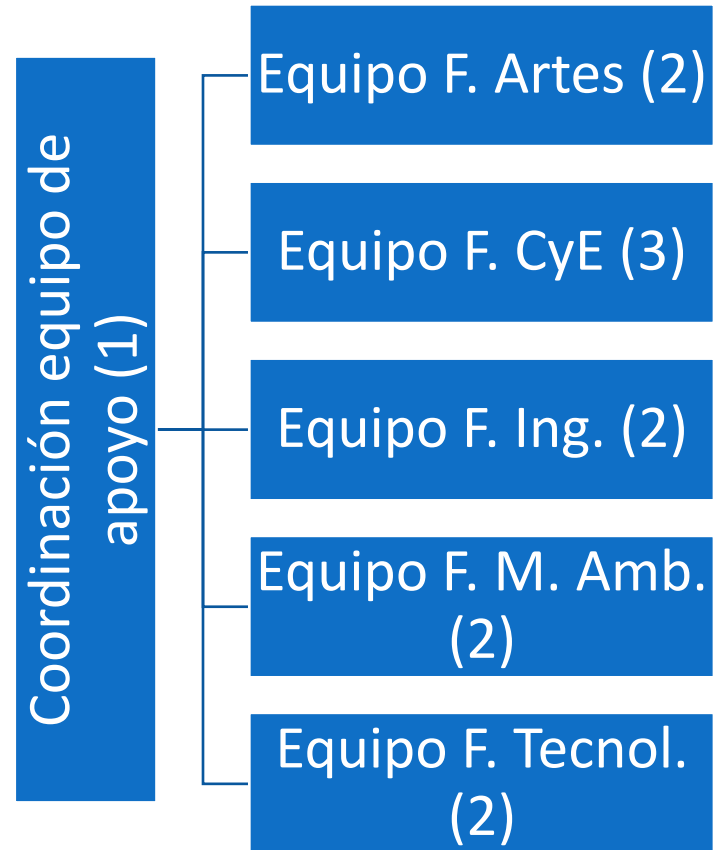 Coordinación equipo de
apoyo (1)
Equipo F. Artes (2)
Equipo F. CyE (3)
Equipo F. Ing. (2)
Equipo F. M. Amb.
(2)
Equipo F. Tecnol.
(2)